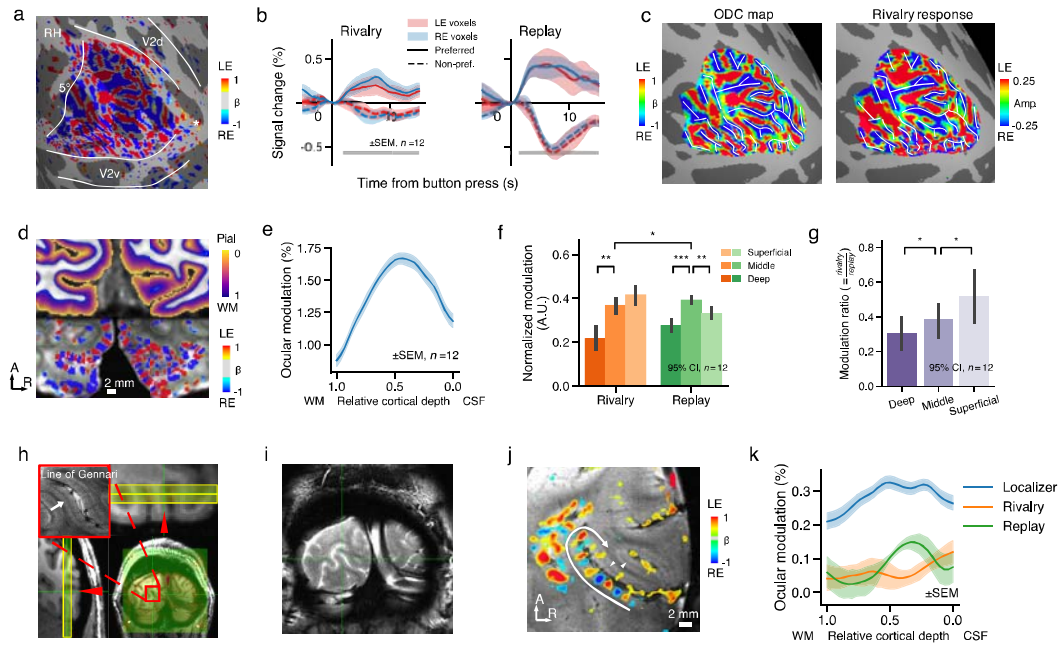 a
RH
V2d
5°
*
V2v
LE
1
β
-1
RE
b
LE voxels
RE voxels
Preferred
Non-pref.
Rivalry
Replay
Signal change (%)
0.5
0
-0.5
0
10
0
10
±SEM, n =12
Time from button press (s)
c
ODC map
Rivalry response
LE
1
β
-1
RE
LE
0.25
Amp.
-0.25
RE
d
Pial
0
1
WM
LE
1
β
-1
RE
A
R
2 mm
e
Ocular modulation (%)
1.75
1.50
1.25
1.00
±SEM, n =12
1.0
0.5
0.0
WM
Relative cortical depth
CSF
f
Normalized modulation
(A.U.)
0.6
0.4
0.2
0.0
*
**
***
**
Superficial
Middle
Deep
95% CI, n = 12
Rivalry
Replay
g
Modulation ratio (= rivalry/replay)
0.8
0.6
0.4
0.2
0.0
*
*
95% CI, n = 12
Deep
Middle
Superficial
h
Line of Gennari
i
j
LE
1
β
-1
RE
A
R
2 mm
k
Ocular modulation (%)
0.3
0.2
0.1
0.0
Localizer
Rivalry
Replay
±SEM
1.0
0.5
0.0
WM
Relative cortical depth
CSF